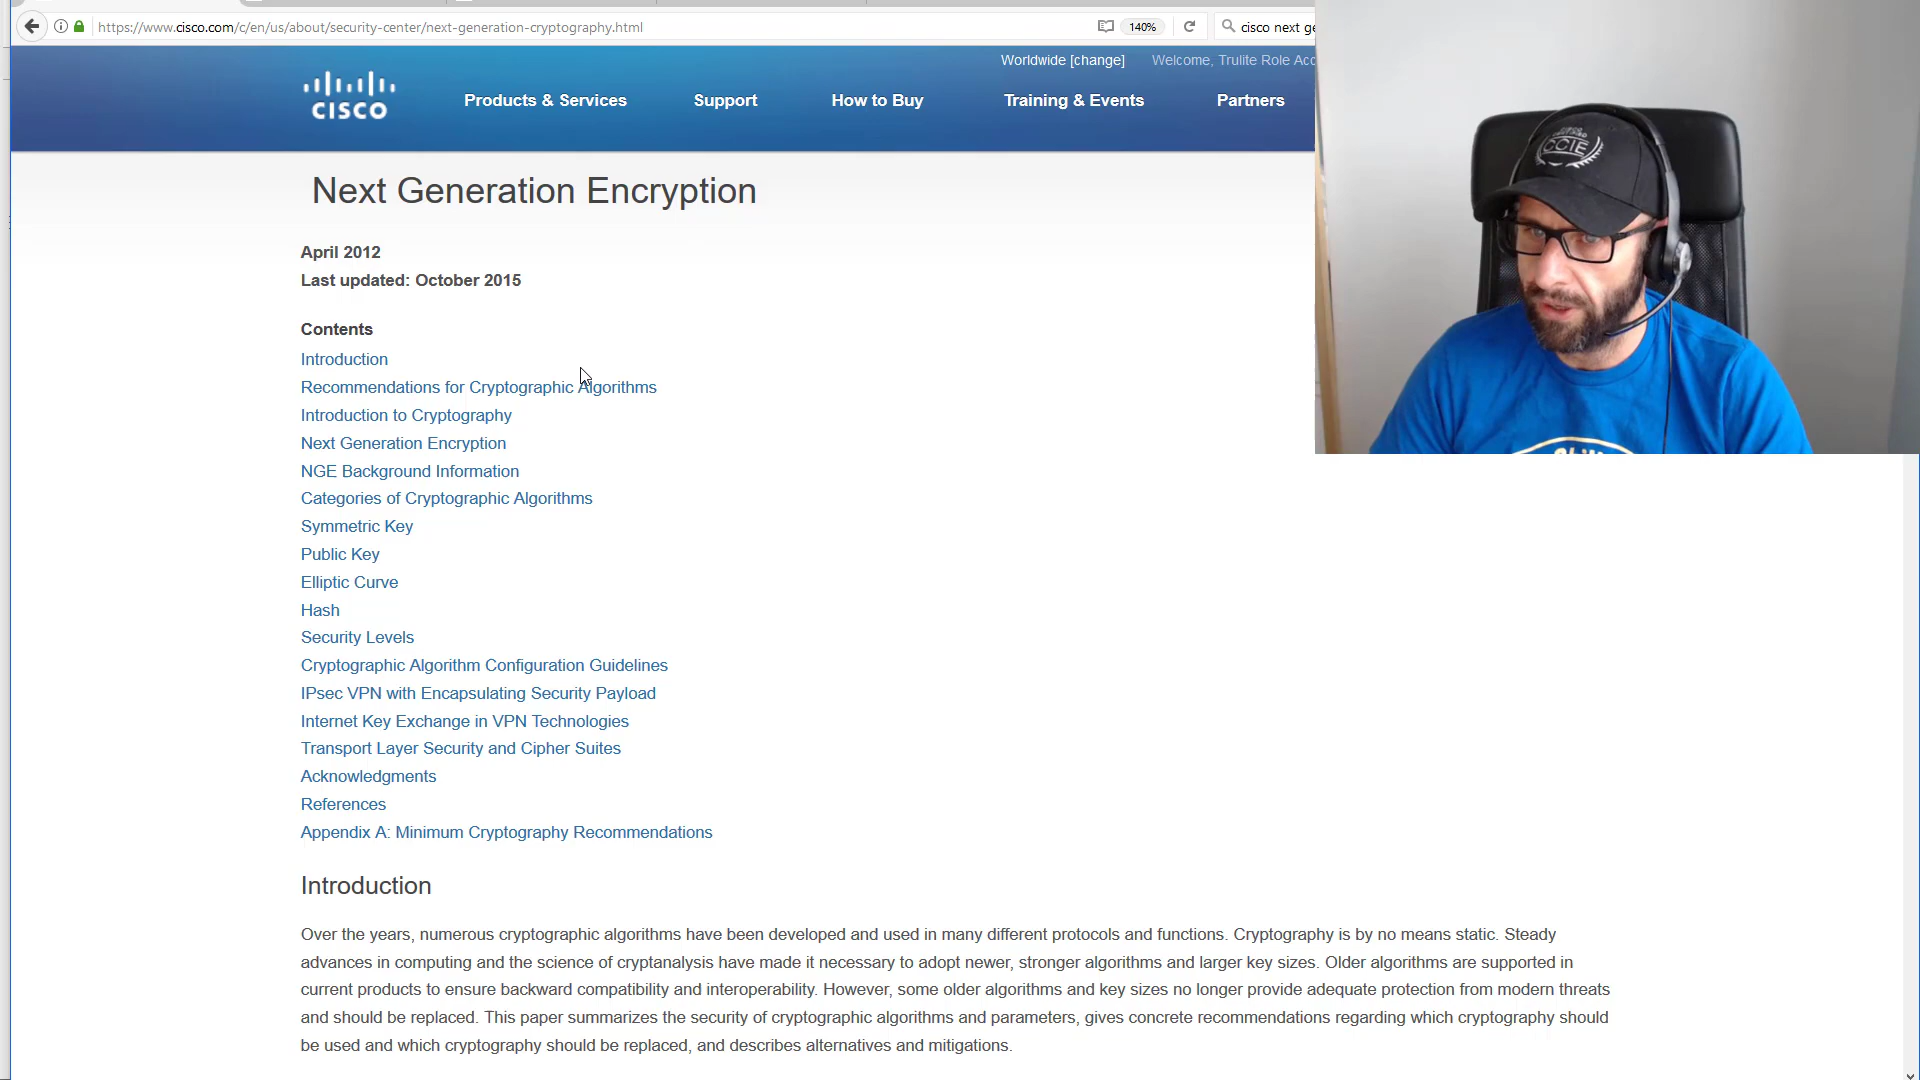 https://www.cisco.com/c/en/us/about/security-center/next-generation-cryptography.html
140%
cisco next ge
Worldwide [change]
Welcome, Trulite Role Acc
CISCO
Products & Services
Support
How to Buy
Training & Events
Partners
CCIE
Next Generation Encryption
April 2012
Last updated: October 2015
Contents
Introduction
Recommendations for Cryptographic Algorithms
Introduction to Cryptography
Next Generation Encryption
NGE Background Information
Categories of Cryptographic Algorithms
Symmetric Key
Public Key
Elliptic Curve
Hash
Security Levels
Cryptographic Algorithm Configuration Guidelines
IPsec VPN with Encapsulating Security Payload
Internet Key Exchange in VPN Technologies
Transport Layer Security and Cipher Suites
Acknowledgments
References
Appendix A: Minimum Cryptography Recommendations
Introduction
Over the years, numerous cryptographic algorithms have been developed and used in many different protocols and functions. Cryptography is by no means static. Steady
advances in computing and the science of cryptanalysis have made it necessary to adopt newer, stronger algorithms and larger key sizes. Older algorithms are supported in
current products to ensure backward compatibility and interoperability. However, some older algorithms and key sizes no longer provide adequate protection from modern threats
and should be replaced. This paper summarizes the security of cryptographic algorithms and parameters, gives concrete recommendations regarding which cryptography should
be used and which cryptography should be replaced, and describes alternatives and mitigations.